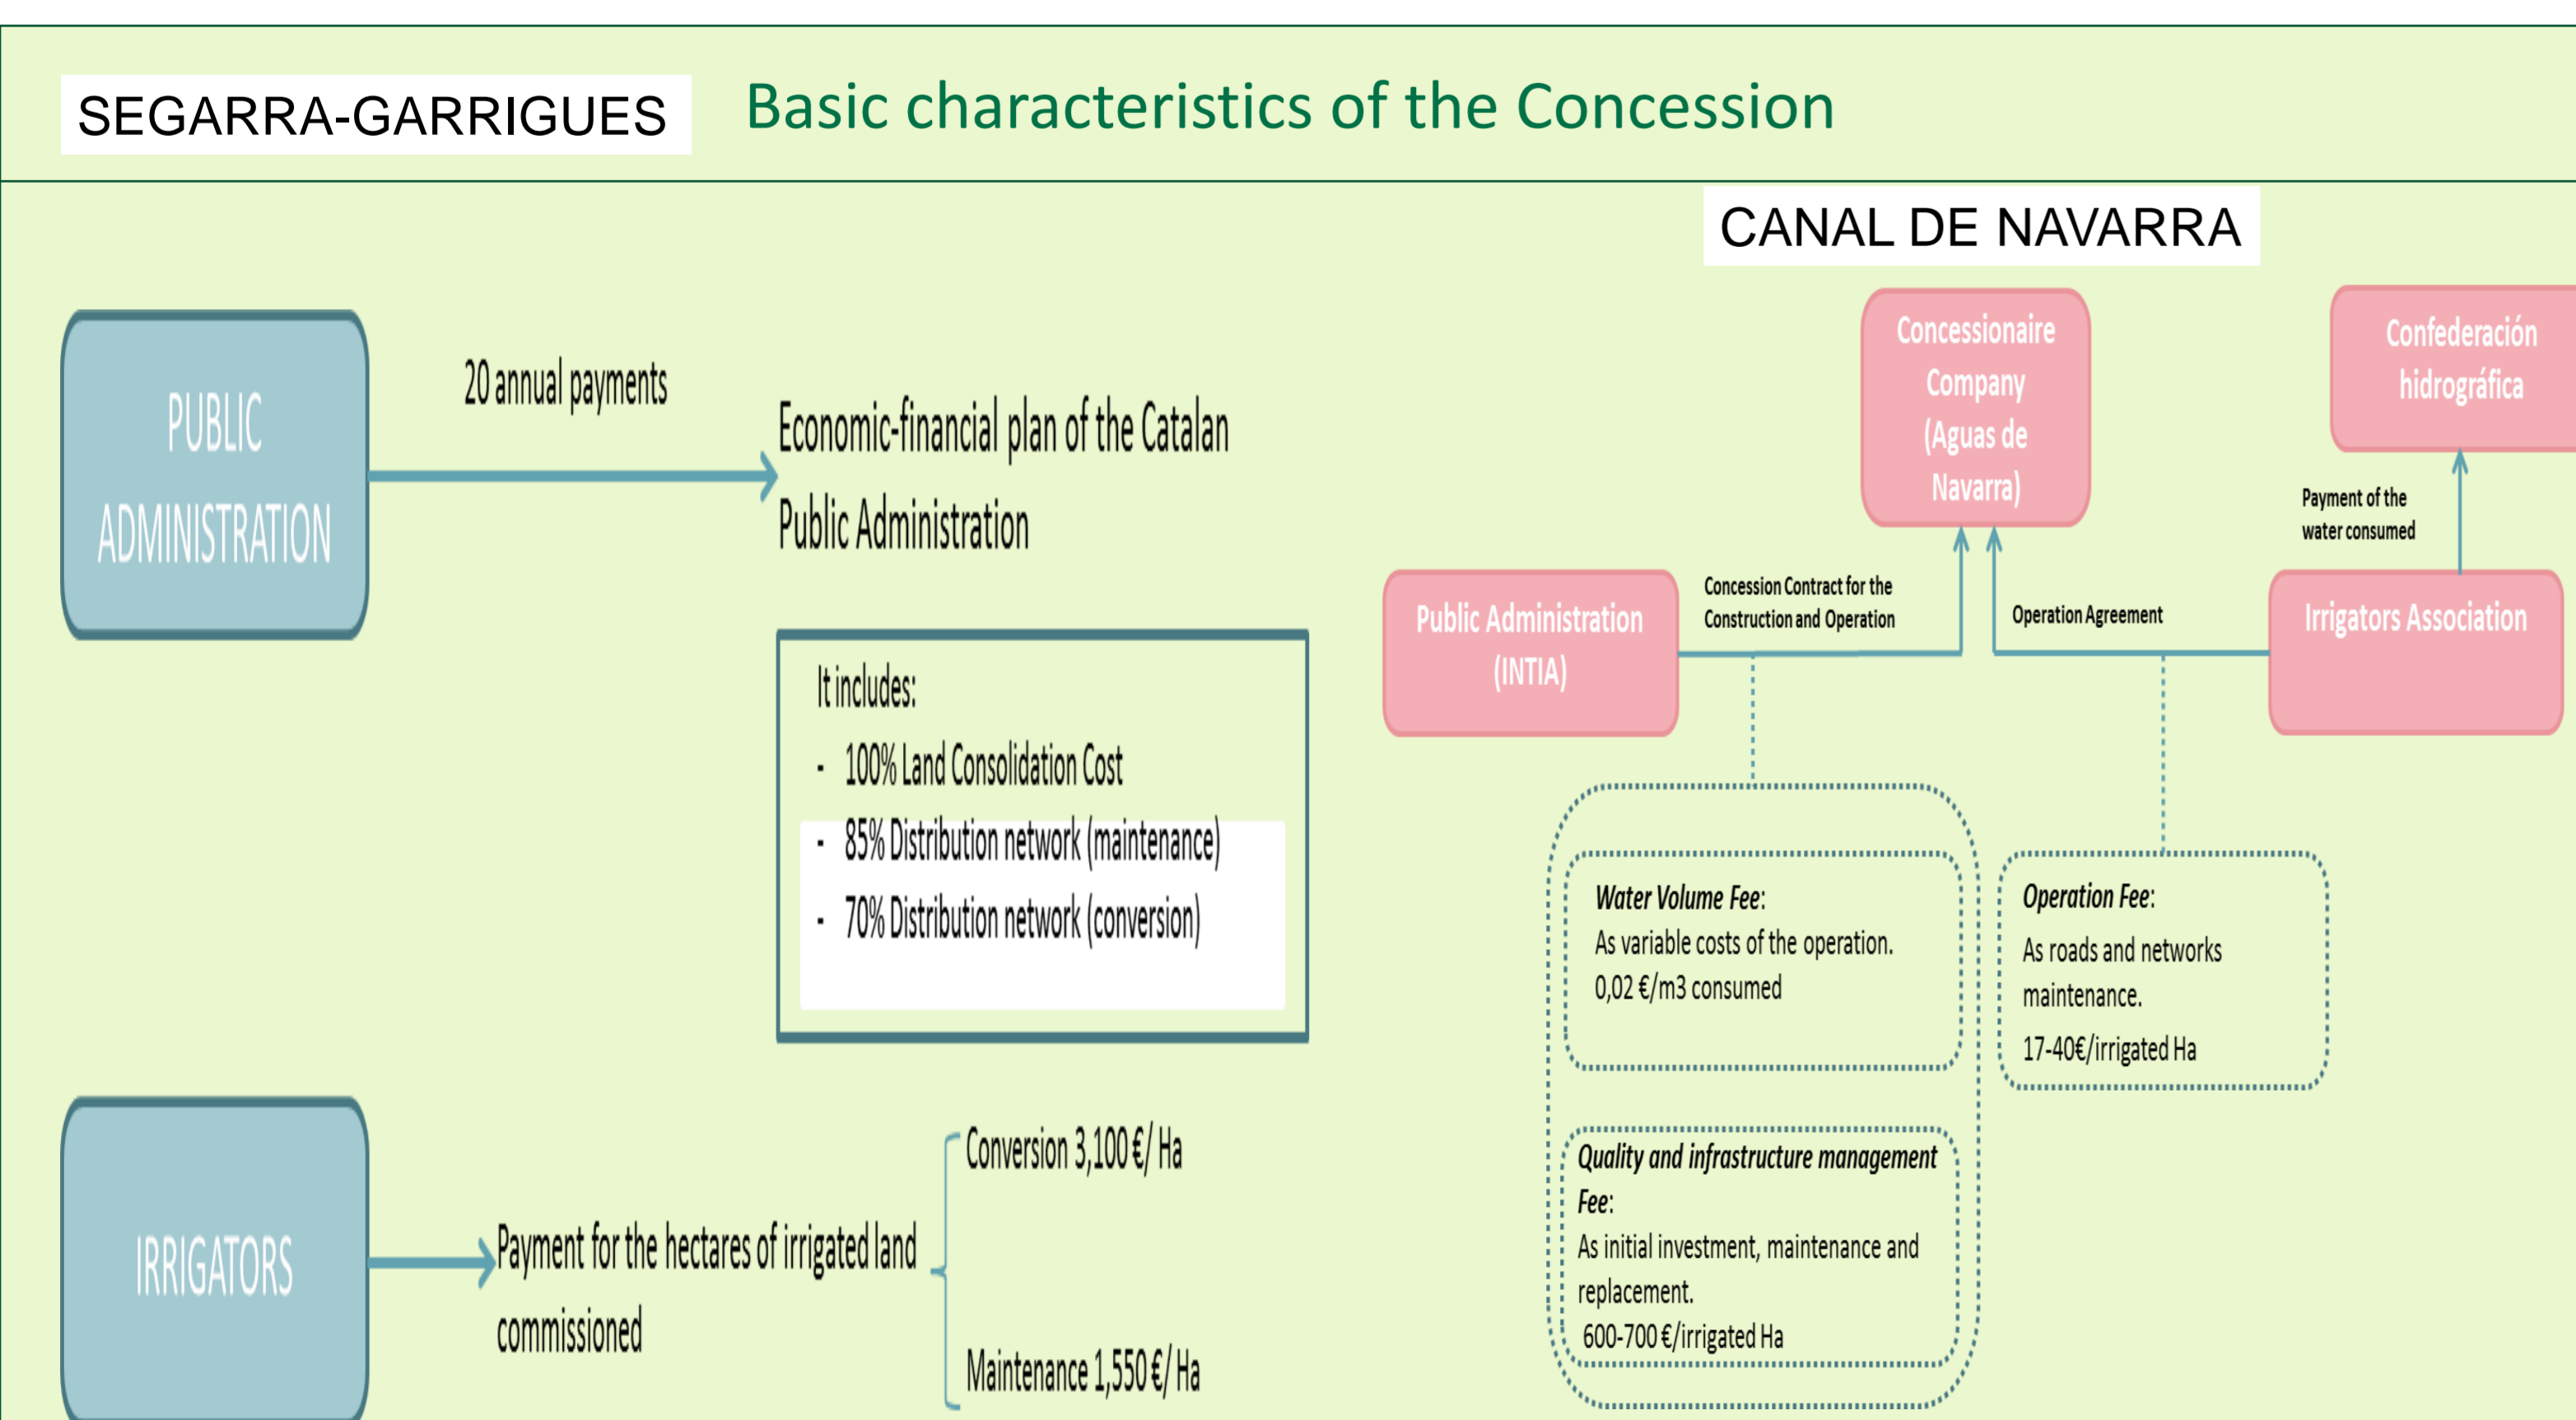 SEGARRA-GARRIGUES
Basic characteristics of the Concession
PUBLIC
ADMINISTRATION
20 annual payments
Economic-financial plan of the Catalan
Public Administration
It includes:
- 100% Land Consolidation Cost
- 85% Distribution network (maintenance)
- 70% Distribution network (conversion)
IRRIGATORS
Payment for the hectares of irrigated land
commissioned
Conversion 3,100 €/ Ha
Maintenance 1,550 €/ Ha
CANAL DE NAVARRA
Concessionaire
Company
(Aguas de
Navarra)
Confederación
hidrográfica
Payment of the
water consumed
Public Administration
(INTIA)
Concession Contract for the
Construction and Operation
Operation Agreement
Irrigators Association
Water Volume Fee:
As variable costs of the operation.
0,02 €/m3 consumed
Operation Fee:
As roads and networks
maintenance.
17-40€/irrigated Ha
Quality and infrastructure management
Fee:
As initial investment, maintenance and
replacement.
600-700 €/irrigated Ha